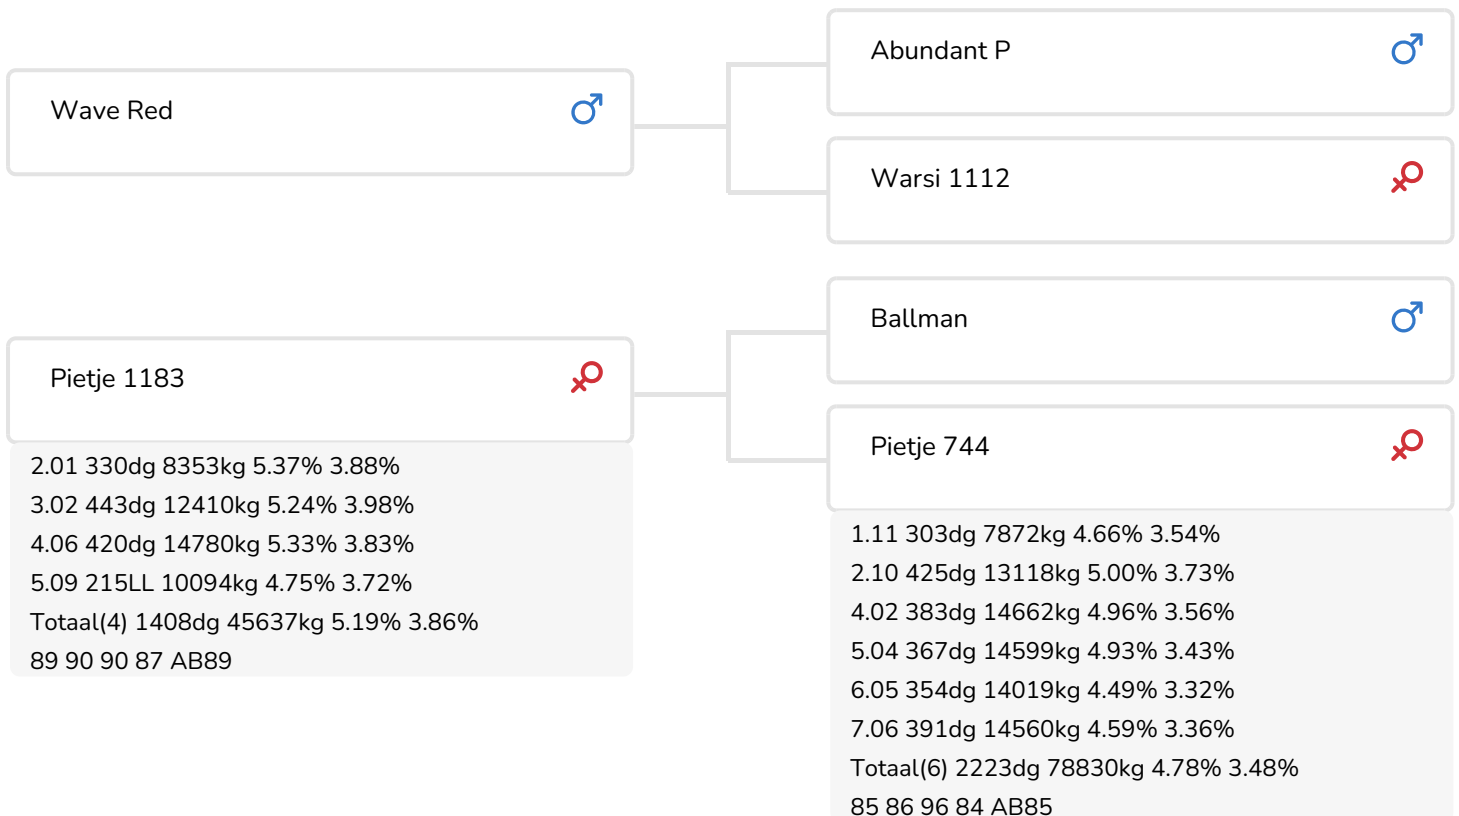 Wave Red
Abundant P
Warsi 1112
Pietje 1183
2.01 330dg 8353kg 5.37% 3.88%
3.02 443dg 12410kg 5.24% 3.98%
4.06 420dg 14780kg 5.33% 3.83%
5.09 215LL 10094kg 4.75% 3.72%
Totaal(4) 1408dg 45637kg 5.19% 3.86%
89 90 90 87 AB89
Ballman
Pietje 744
1.11 303dg 7872kg 4.66% 3.54%
2.10 425dg 13118kg 5.00% 3.73%
4.02 383dg 14662kg 4.96% 3.56%
5.04 367dg 14599kg 4.93% 3.43%
6.05 354dg 14019kg 4.49% 3.32%
7.06 391dg 14560kg 4.59% 3.36%
Totaal(6) 2223dg 78830kg 4.78% 3.48%
85 86 96 84 AB85